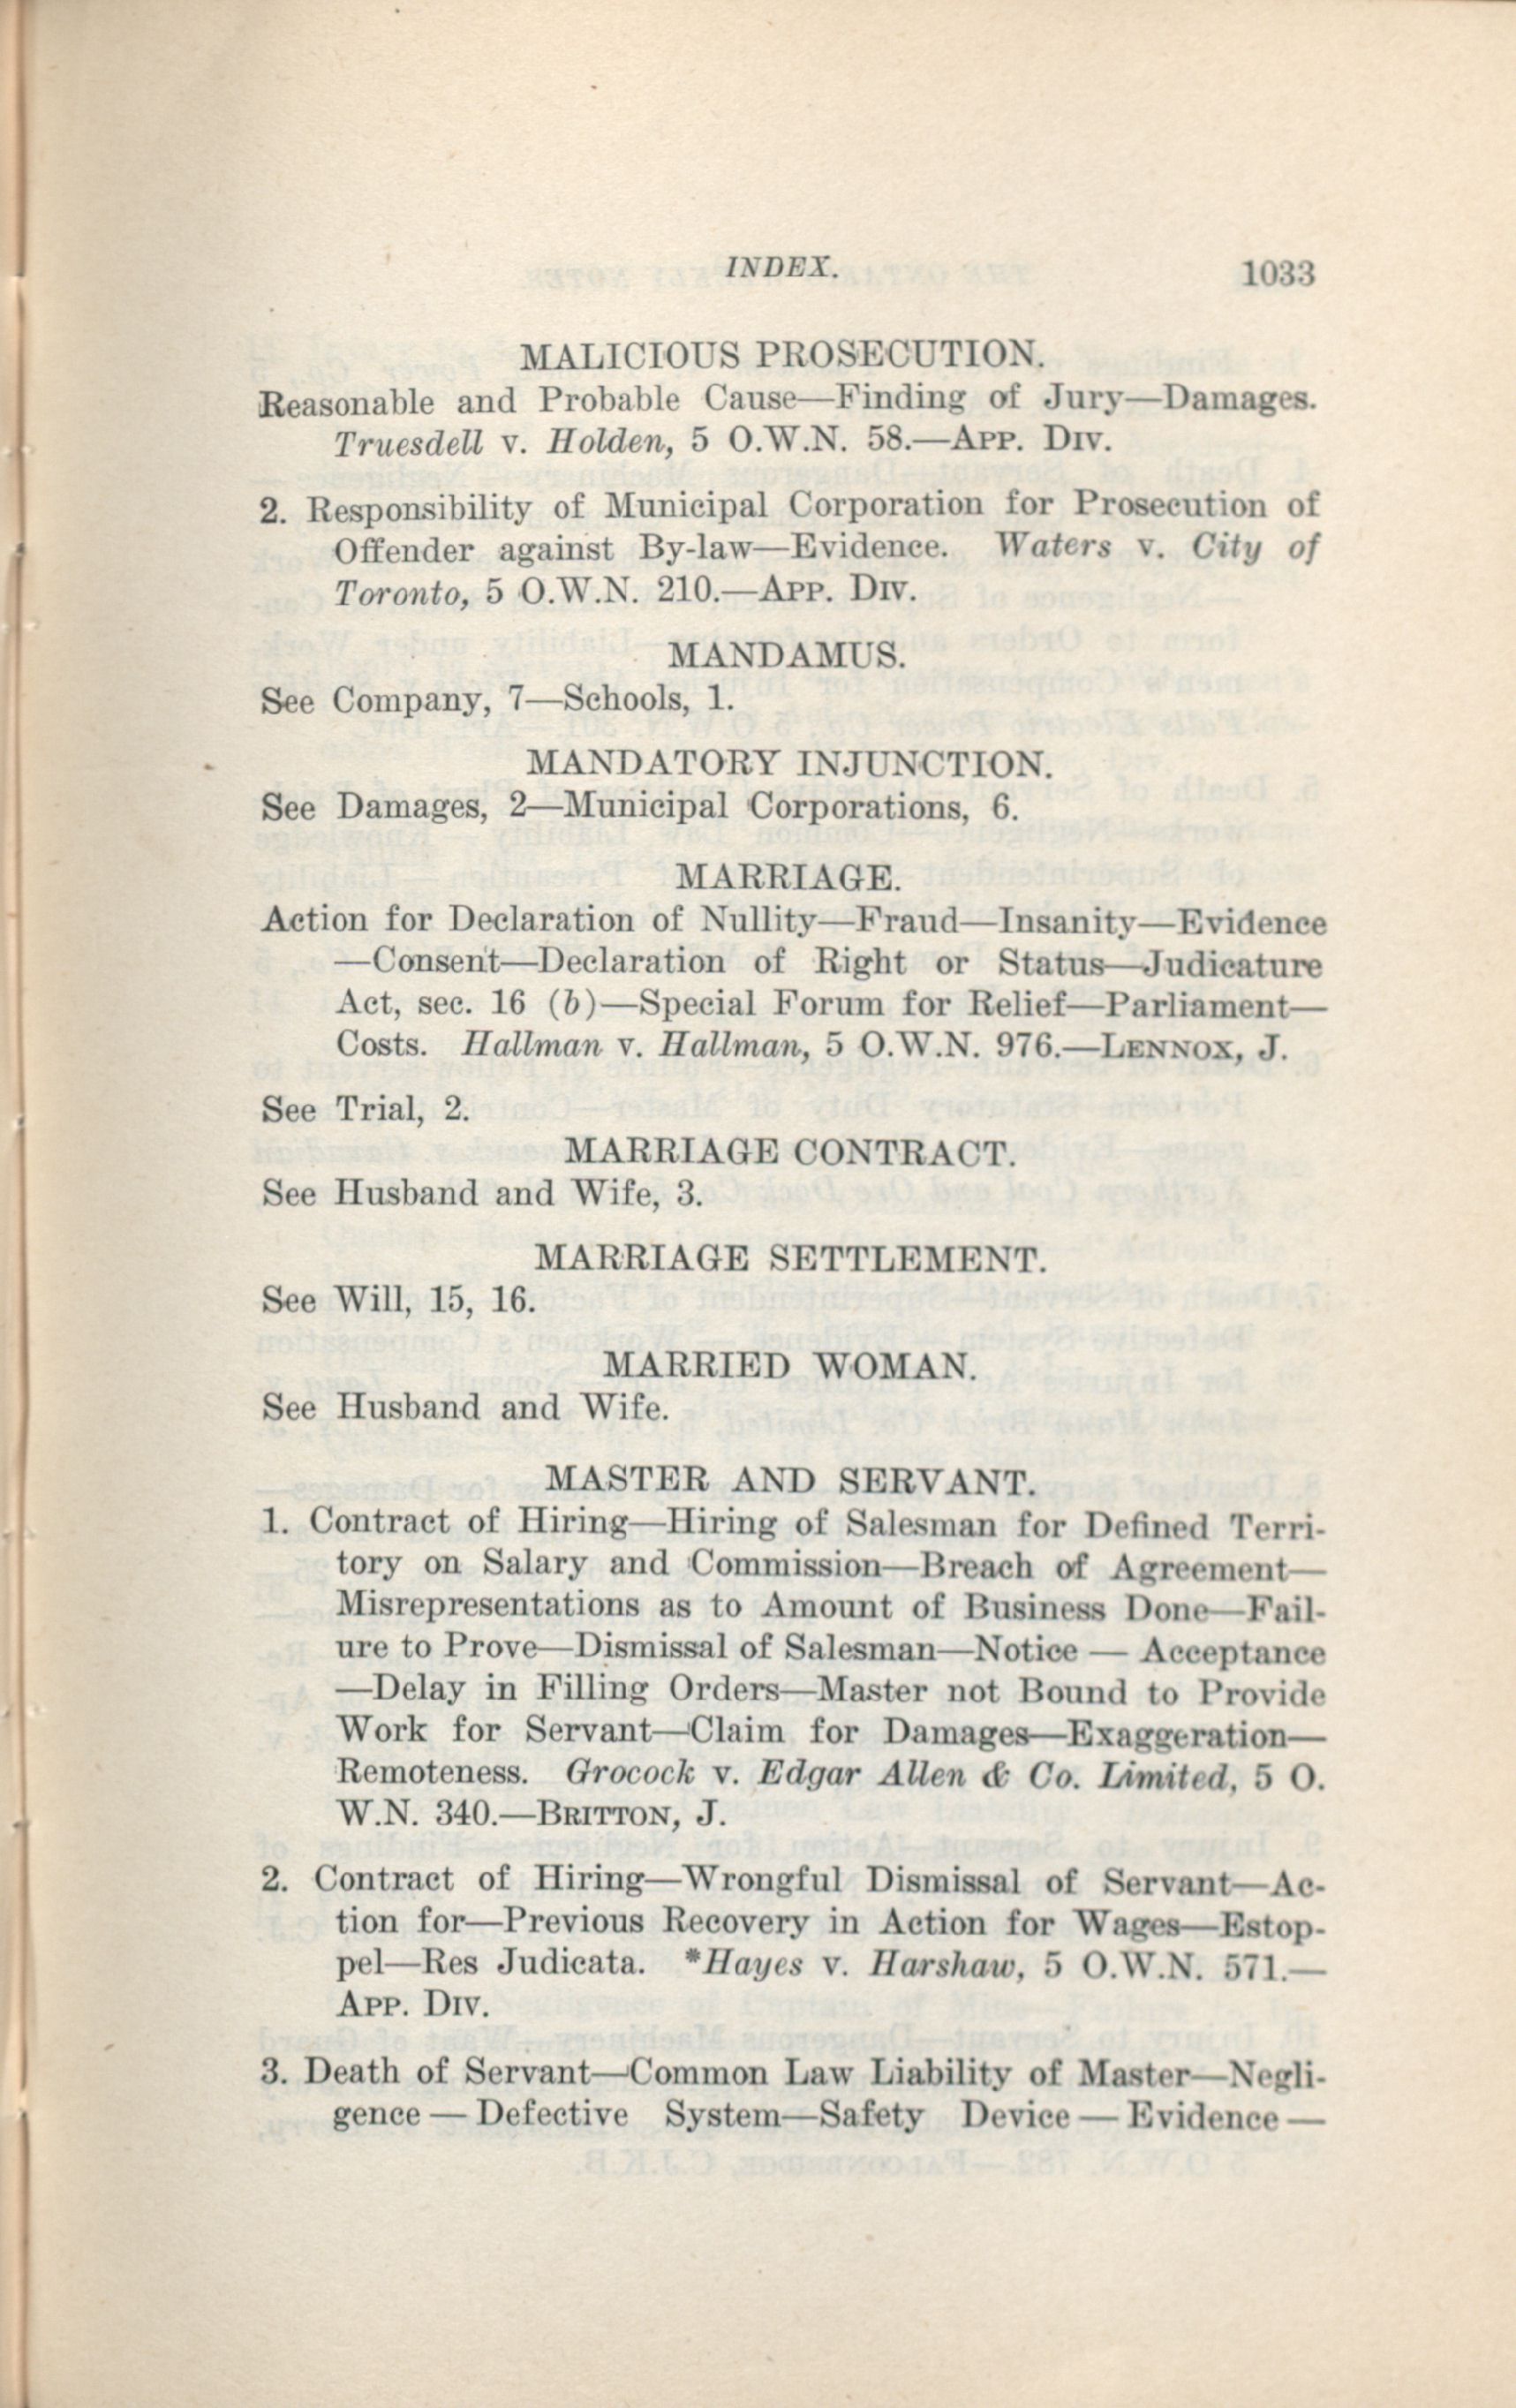 INDEX. 1033
MALICIOUS PROSECUTION.
Reasonable and Probable Cause—Finding of Jury—Damages.
Truesdell v. Holden, 5 O.W.N. 58.—App. Div.
2. Responsibility of Municipal Corporation for Prosecution of
Offender against By-law—Evidence. Waters v. City of
Toronto, 5 O.W.N. 210.—App. Div.
MANDAMUS.
See Company, 7—Schools, 1.
MANDATORY INJUNCTION.
See Damages, 2—Municipal Corporations, 6.
MARRIAGE.
Action for Declaration of Nullity—Fraud—Insanity—Evidence
—Consent—Declaration of Right or Status—Judicature
Act, sec. 16 (b)—Special Forum for Relief—Parliament—
Costs. Hallman v. Hallman, 5 O.W.N. 976.—Lennox, J.
See Trial, 2.
MARRIAGE CONTRACT.
See Husband and Wife, 3.
MARRIAGE SETTLEMENT.
See Will, 15, 16.
MARRIED WOMAN.
See Husband and Wife.
MASTER AND SERVANT.
1. Contract of Hiring—Hiring of Salesman for Defined Terri-
tory on Salary and Commission—Breach of Agreement—
Misrepresentations as to Amount of Business Done—Fail-
ure to Prove—Dismissal of Salesman—Notice — Acceptance
—Delay in Filling Orders—Master not Bound to Provide
Work for Servant—Claim for Damages—Exaggeration—
Remoteness. Grocock v. Edgar Allen & Co. Limited, 5 O.
W.N. 340.—Britton, J.
2. Contract of Hiring—Wrongful Dismissal of Servant—Ac-
tion for—Previous Recovery in Action for Wages—Estop-
pel—Res Judicata. *Hayes v. Harshaw, 5 O.W.N. 571.—
App. Div.
3. Death of Servant—Common Law Liability of Master—Negli-
gence — Defective System—Safety Device — Evidence —